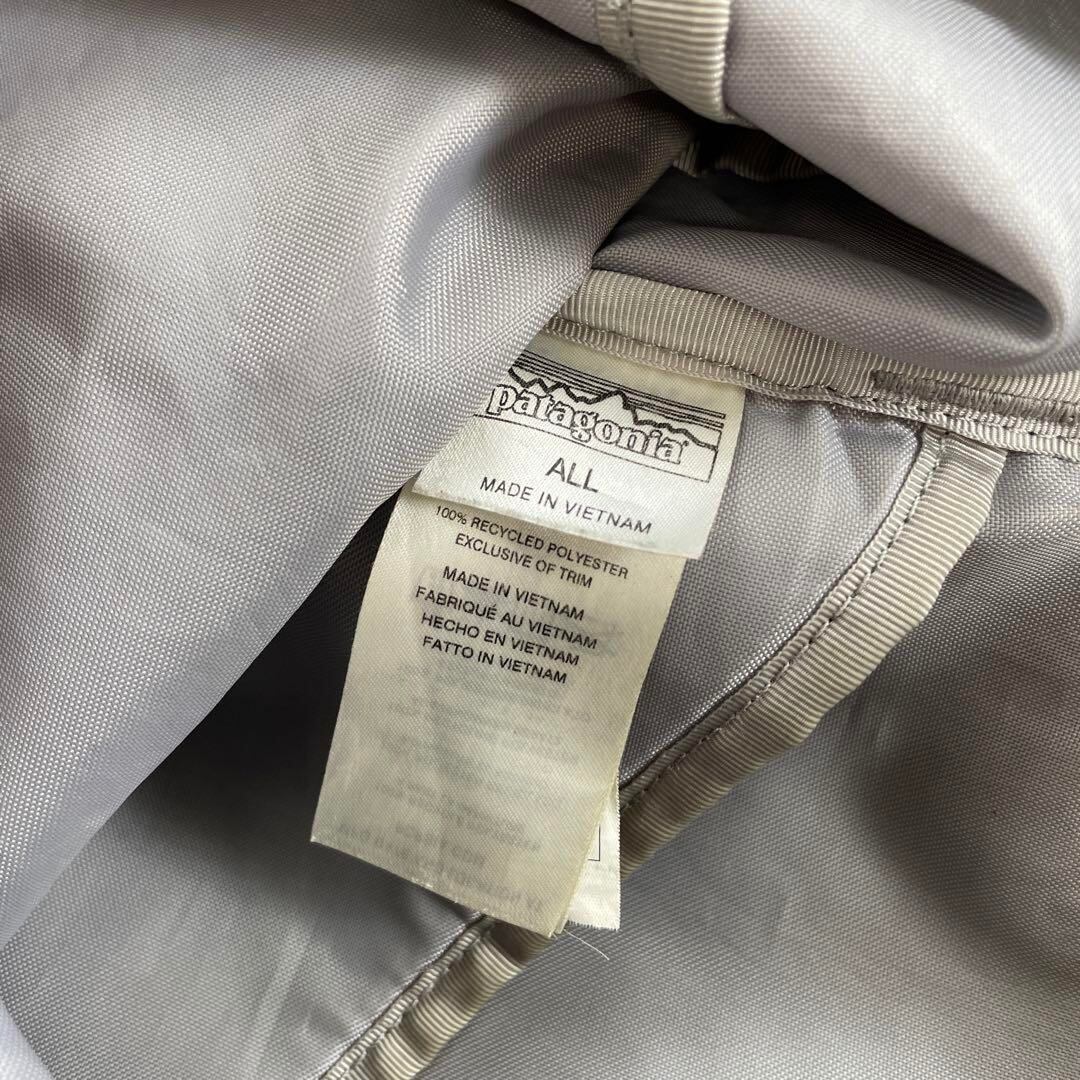 patagonia®
ALL
MADE IN VIETNAM
100% RECYCLED POLYESTER
EXCLUSIVE OF TRIM
MADE IN VIETNAM
FABRIQUÉ AU VIETNAM
HECHO EN VIETNAM
FATTO IN VIETNAM